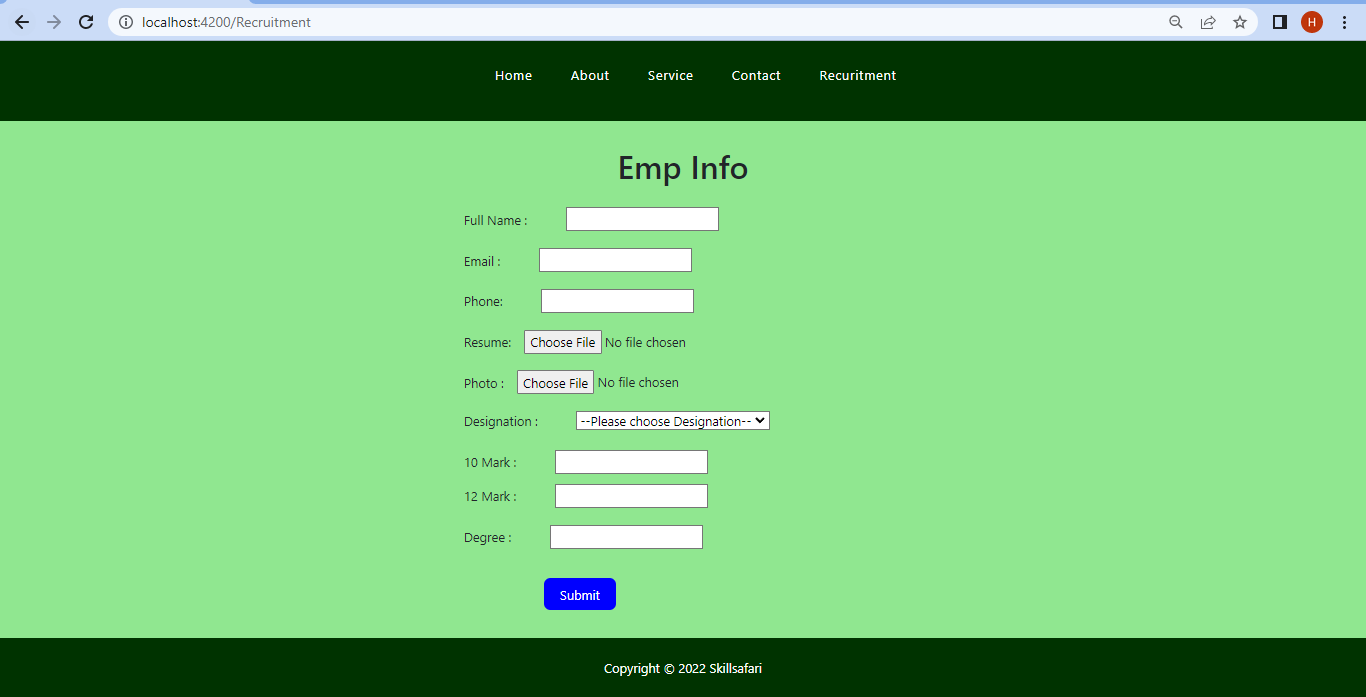 localhost:4200/Recruitment
H
Home About Service Contact Recuritment
Emp Info
Full Name :
Email :
Phone:
Resume: Choose File No file chosen
Photo : Choose File No file chosen
Designation : --Please choose Designation--
10 Mark :
12 Mark :
Degree :
Submit
Copyright © 2022 Skillsafari